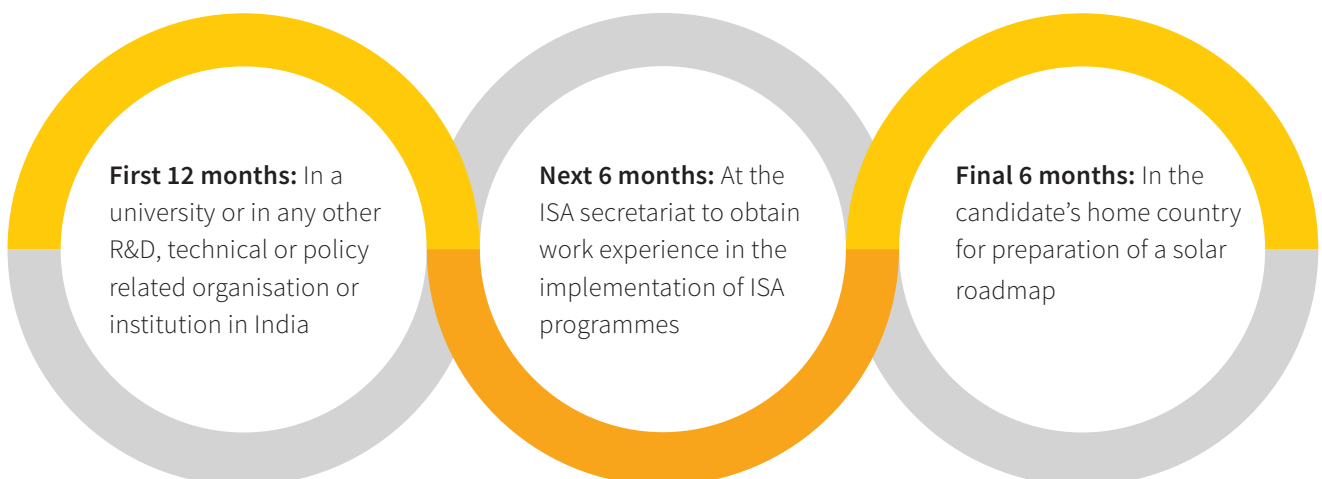 First 12 months: In a
university or in any other
R&D, technical or policy
related organisation or
institution in India
Next 6 months: At the
ISA secretariat to obtain
work experience in the
implementation of ISA
programmes
Final 6 months: In the
candidate’s home country
for preparation of a solar
roadmap